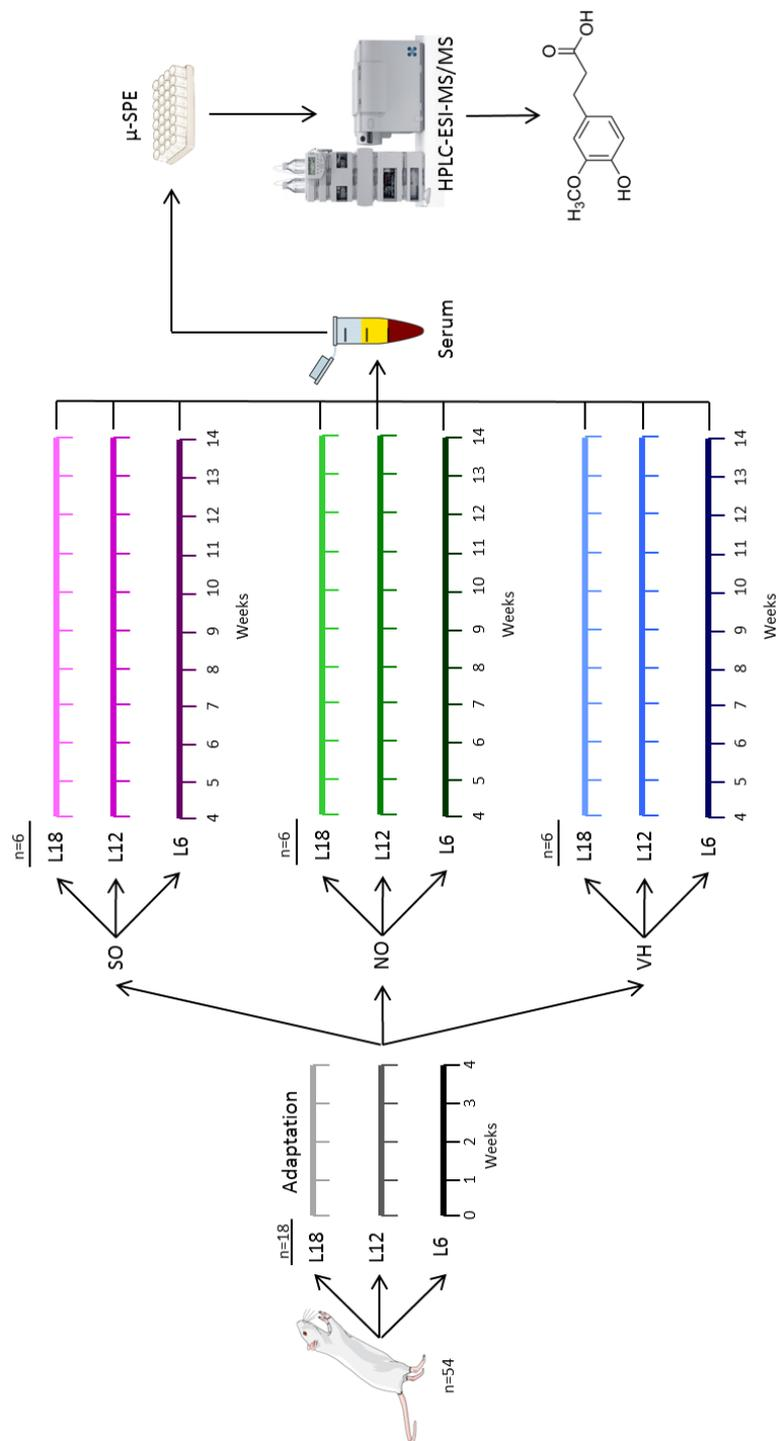 n=54
n=18
Adaptation
L18
L12
L6
0 1 2 3 4
Weeks
SO
n=6
L18
L12
L6
4 5 6 7 8 9 10 11 12 13 14
Weeks
NO
n=6
L18
L12
L6
4 5 6 7 8 9 10 11 12 13 14
Weeks
VH
n=6
L18
L12
L6
4 5 6 7 8 9 10 11 12 13 14
Weeks
Serum
μ-SPE
HPLC-ESI-MS/MS
O
OH
H₃CO
HO